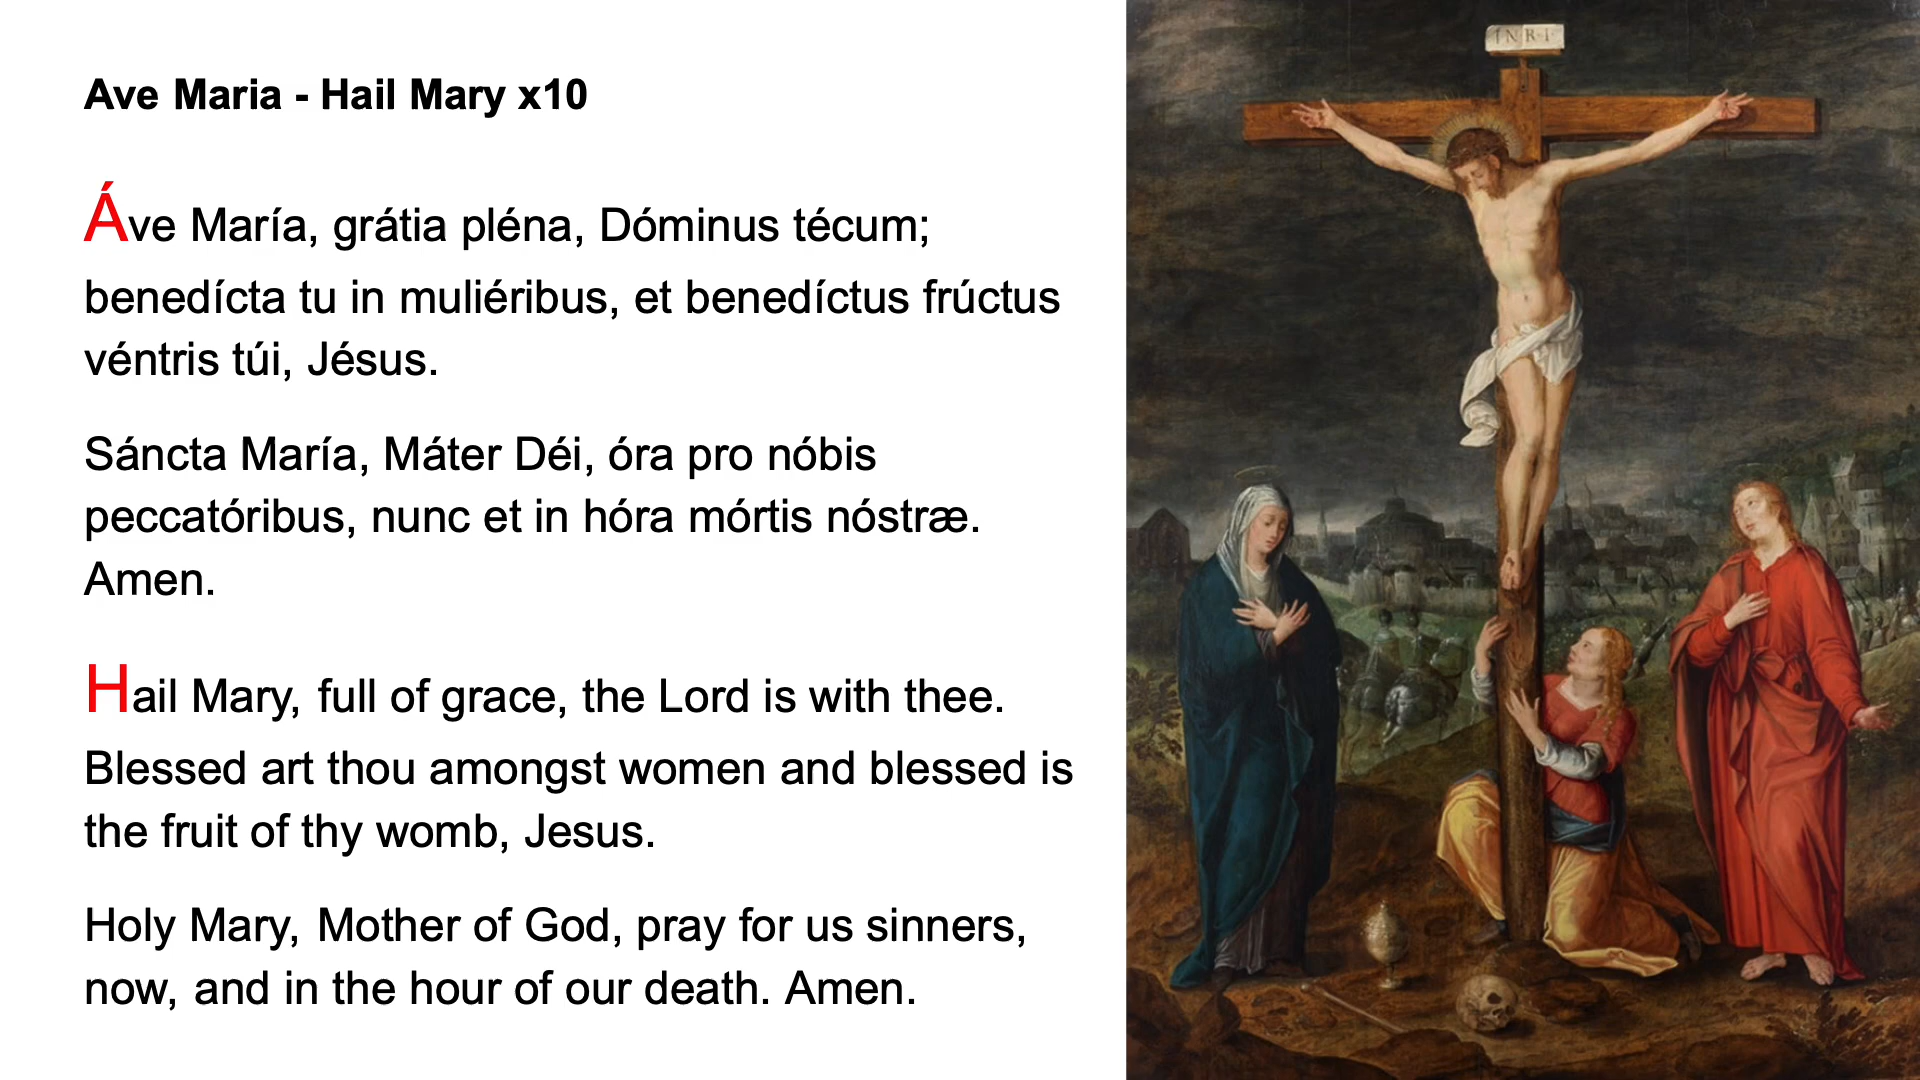 Ave Maria - Hail Mary x10
Áve María, grátia pléna, Dóminus técum;
benedícta tu in muliéribus, et benedíctus frúctus
véntris túi, Jésus.
Sáncta María, Máter Déi, óra pro nóbis
peccatóribus, nunc et in hóra mórtis nóstræ.
Amen.
Hail Mary, full of grace, the Lord is with thee.
Blessed art thou amongst women and blessed is
the fruit of thy womb, Jesus.
Holy Mary, Mother of God, pray for us sinners,
now, and in the hour of our death. Amen.
INRI